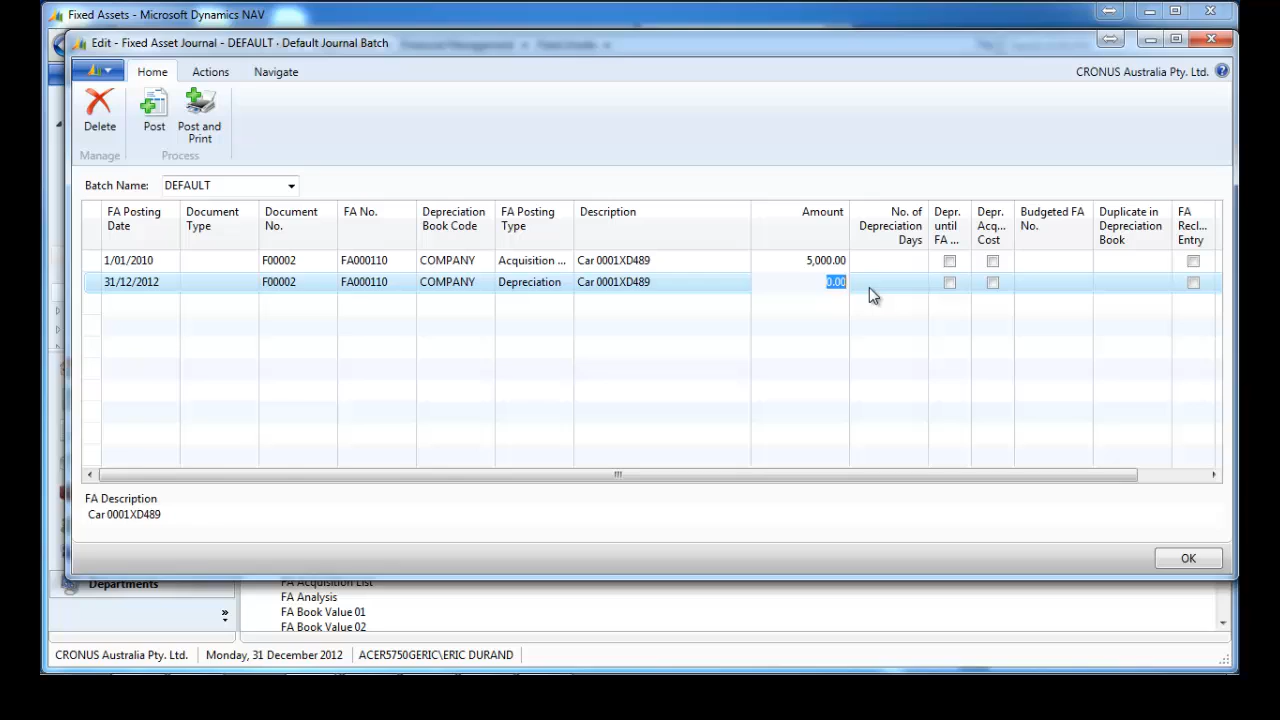 Fixed Assets - Microsoft Dynamics NAV
Edit - Fixed Asset Journal - DEFAULT · Default Journal Batch
Home Actions Navigate CRONUS Australia Pty. Ltd.
Delete Post Post and Print
Manage Process
Batch Name: DEFAULT
FA Posting Date Document Type Document No. FA No. Depreciation Book Code FA Posting Type Description Amount No. of Depreciation Days Depr. until FA ... Depr. Acq... Cost Budgeted FA No. Duplicate in Depreciation Book FA Recl... Entry
1/01/2010 F00002 FA000110 COMPANY Acquisition ... Car 0001XD489 5,000.00
31/12/2012 F00002 FA000110 COMPANY Depreciation Car 0001XD489 0.00
FA Description
Car 0001XD489
OK
Departments
FA Acquisition List
FA Analysis
FA Book Value 01
FA Book Value 02
CRONUS Australia Pty. Ltd. Monday, 31 December 2012 ACER5750GERIC\ERIC DURAND